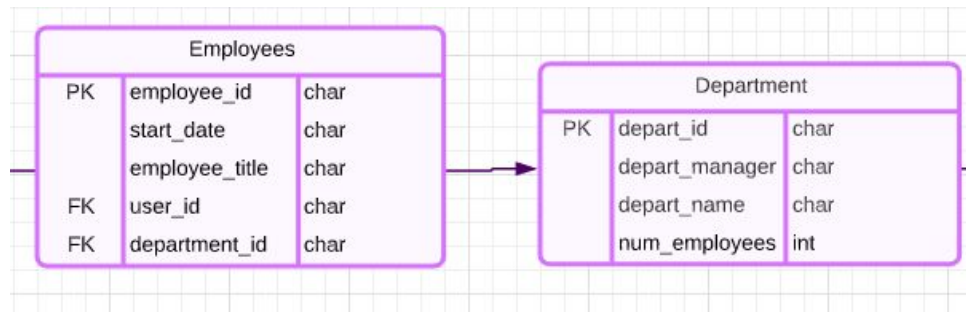 Employees
PK employee_id char
start_date char
employee_title char
FK user_id char
FK department_id char
Department
PK depart_id char
depart_manager char
depart_name char
num_employees int